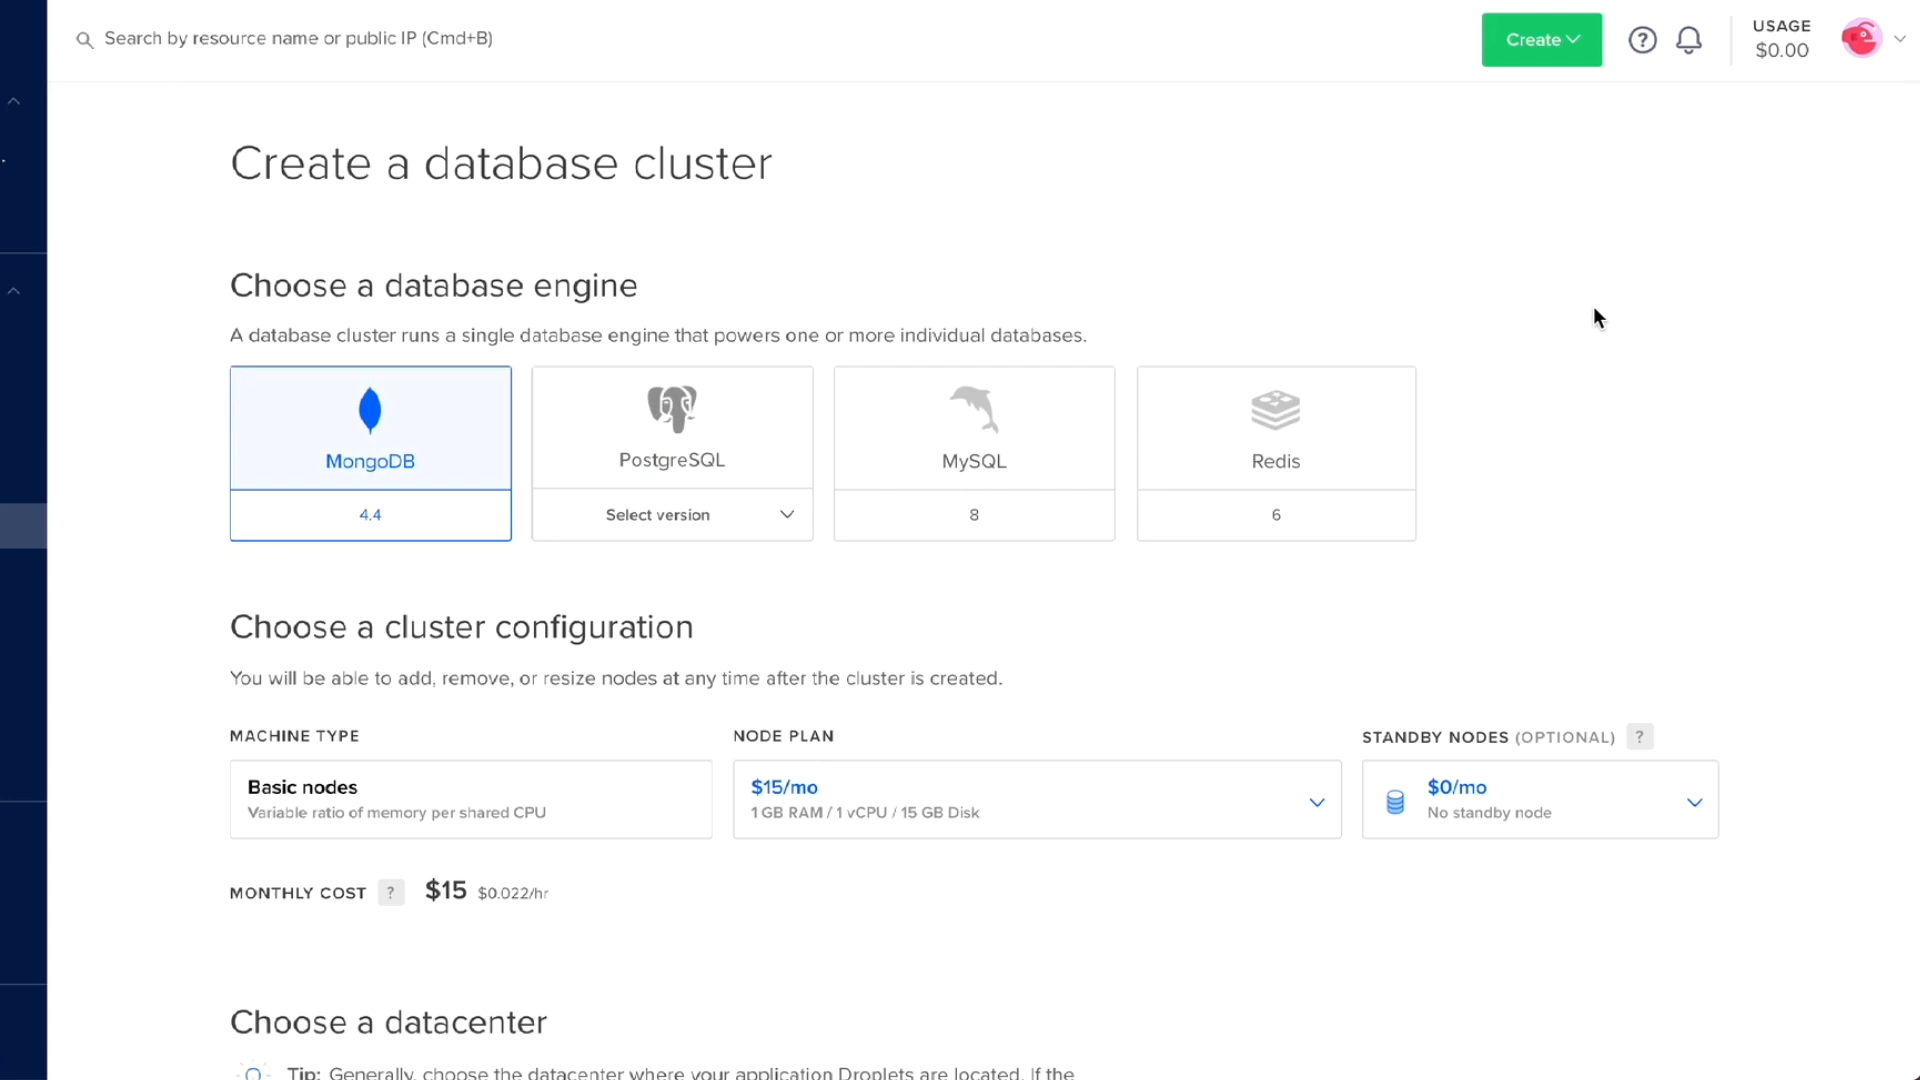 Search by resource name or public IP (Cmd+B)
Create
?
USAGE
$0.00
Create a database cluster
Choose a database engine
A database cluster runs a single database engine that powers one or more individual databases.
MongoDB
PostgreSQL
MySQL
Redis
4.4
Select version
8
6
Choose a cluster configuration
You will be able to add, remove, or resize nodes at any time after the cluster is created.
MACHINE TYPE
NODE PLAN
STANDBY NODES (OPTIONAL) ?
Basic nodes
Variable ratio of memory per shared CPU
$15/mo
1 GB RAM / 1 vCPU / 15 GB Disk
$0/mo
No standby node
MONTHLY COST ? $15 $0.022/hr
Choose a datacenter
Tip: Generally, choose the datacenter where your application Droplets are located. If the